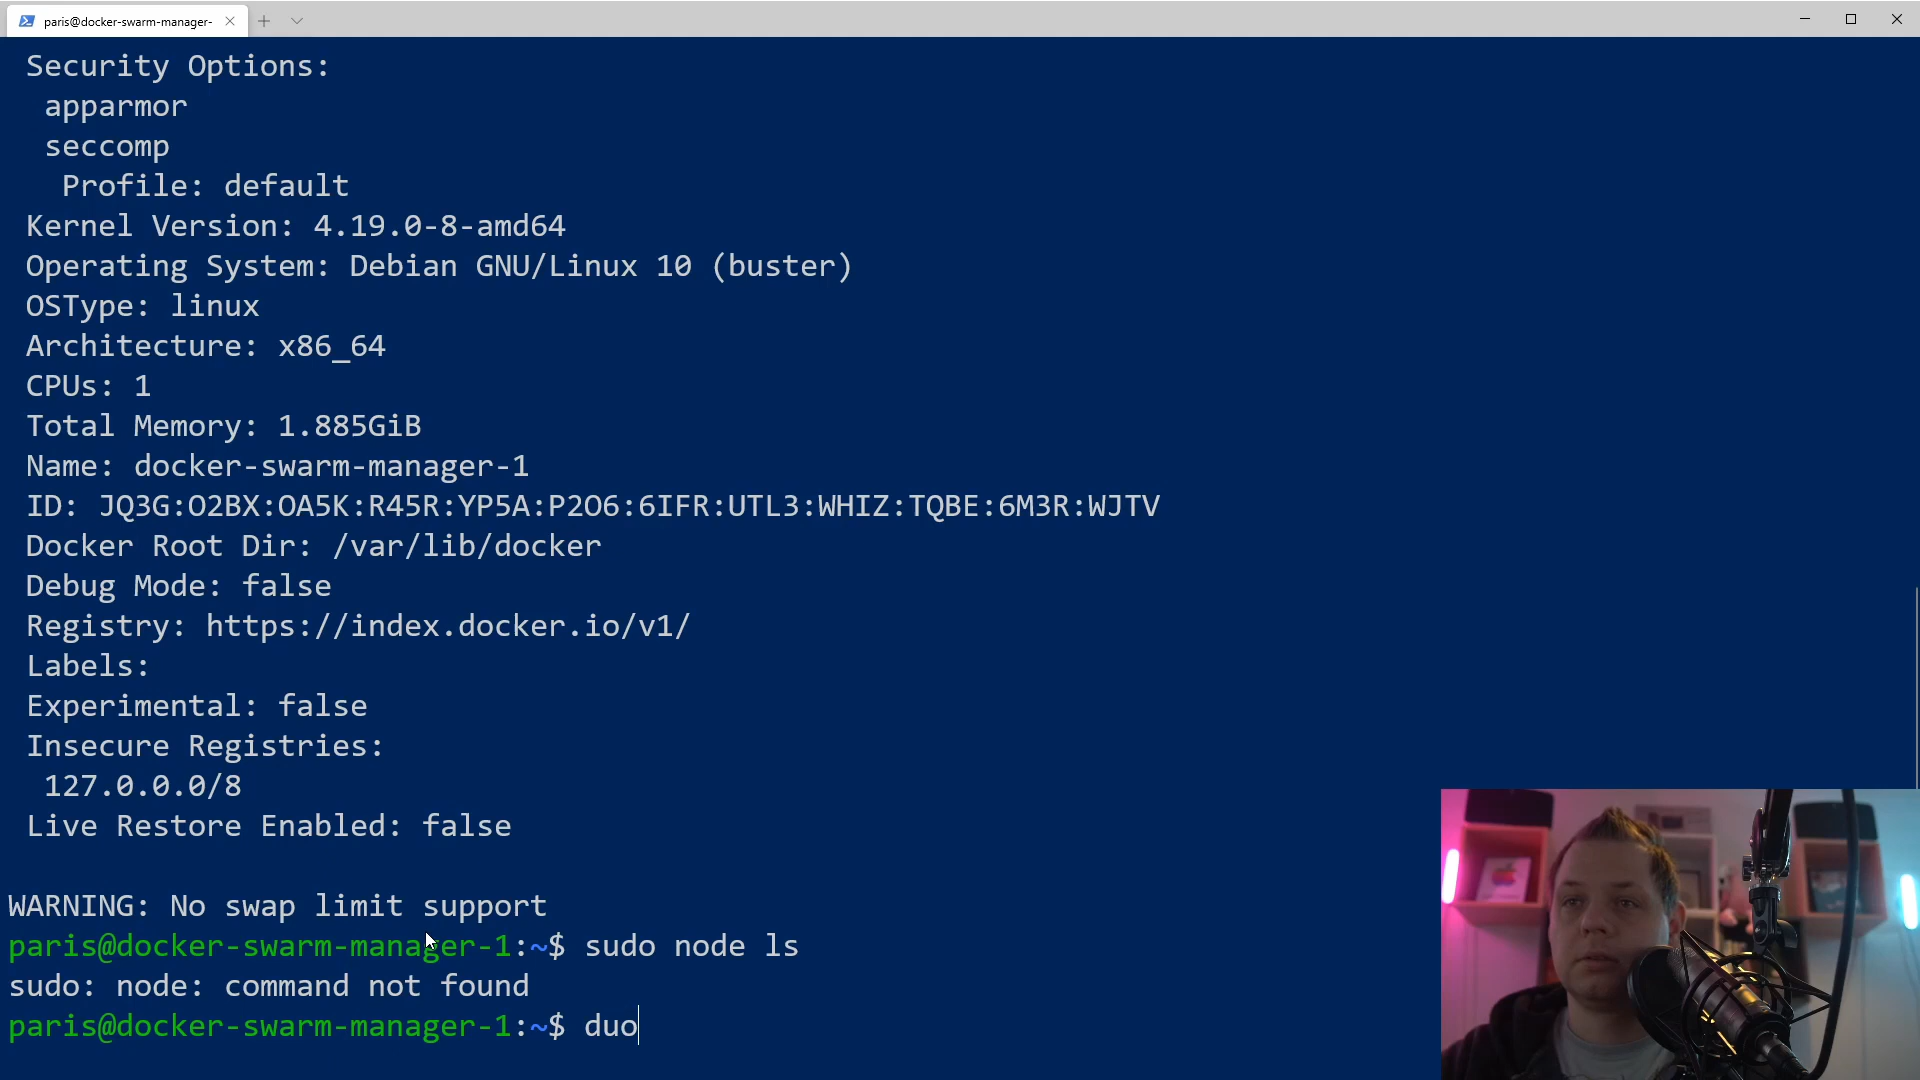 paris@docker-swarm-manager-
Security Options:
apparmor
seccomp
Profile: default
Kernel Version: 4.19.0-8-amd64
Operating System: Debian GNU/Linux 10 (buster)
OSType: linux
Architecture: x86_64
CPUs: 1
Total Memory: 1.885GiB
Name: docker-swarm-manager-1
ID: JQ3G:O2BX:OA5K:R45R:YP5A:P2O6:6IFR:UTL3:WHIZ:TQBE:6M3R:WJTV
Docker Root Dir: /var/lib/docker
Debug Mode: false
Registry: https://index.docker.io/v1/
Labels:
Experimental: false
Insecure Registries:
127.0.0.0/8
Live Restore Enabled: false
WARNING: No swap limit support
paris@docker-swarm-manager-1:~$ sudo node ls
sudo: node: command not found
paris@docker-swarm-manager-1:~$ duo